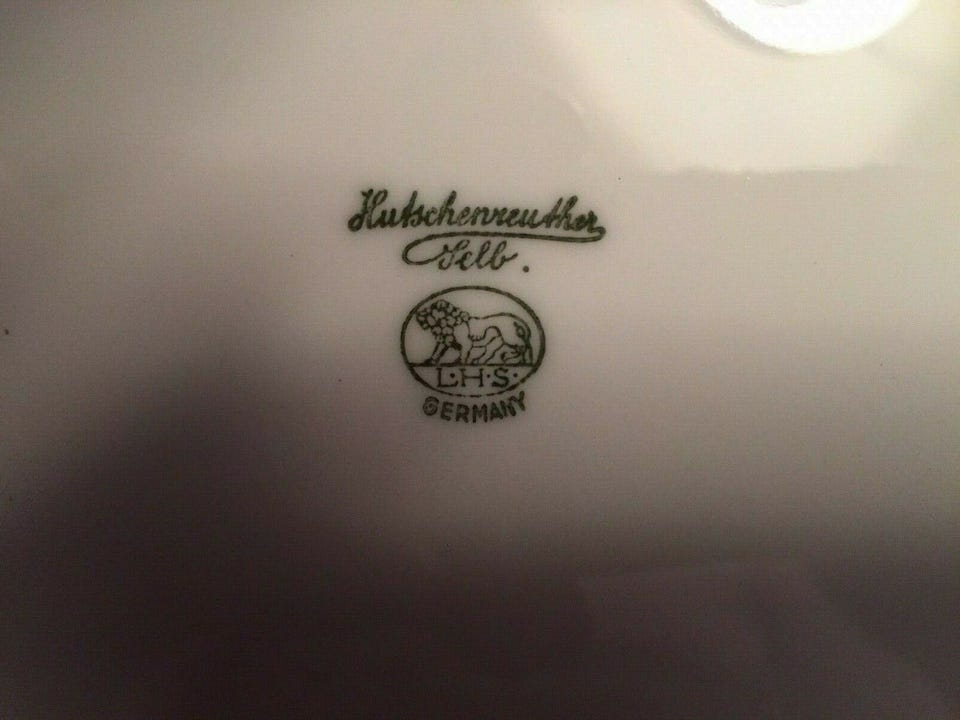 Hutschenreuther
Selb.
L·H·S·
GERMANY